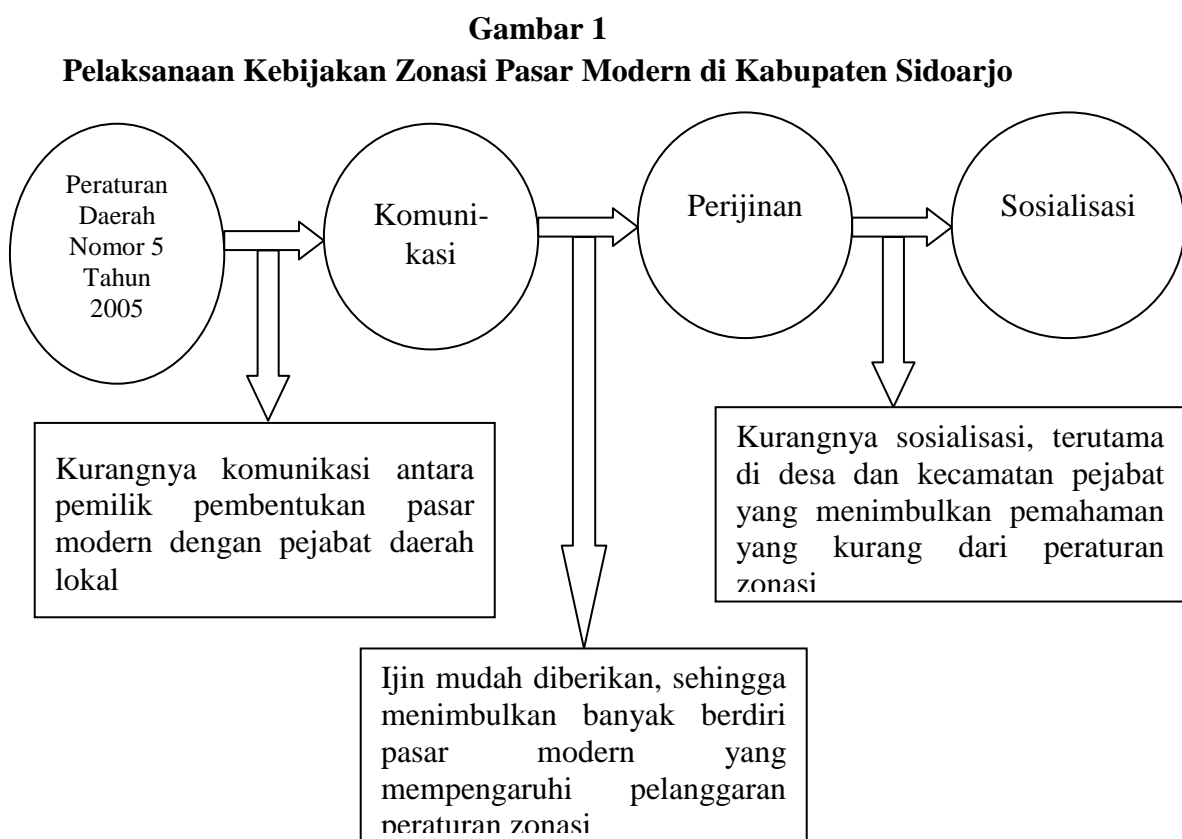 Gambar 1
Pelaksanaan Kebijakan Zonasi Pasar Modern di Kabupaten Sidoarjo
Peraturan
Daerah
Nomor 5
Tahun
2005
Komuni-
kasi
Perijinan
Sosialisasi
Kurangnya komunikasi antara
pemilik pembentukan pasar
modern dengan pejabat daerah
lokal
Ijin mudah diberikan, sehingga
menimbulkan banyak berdiri
pasar modern yang
mempengaruhi pelanggaran
peraturan zonasi
Kurangnya sosialisasi, terutama
di desa dan kecamatan pejabat
yang menimbulkan pemahaman
yang kurang dari peraturan
zonasi